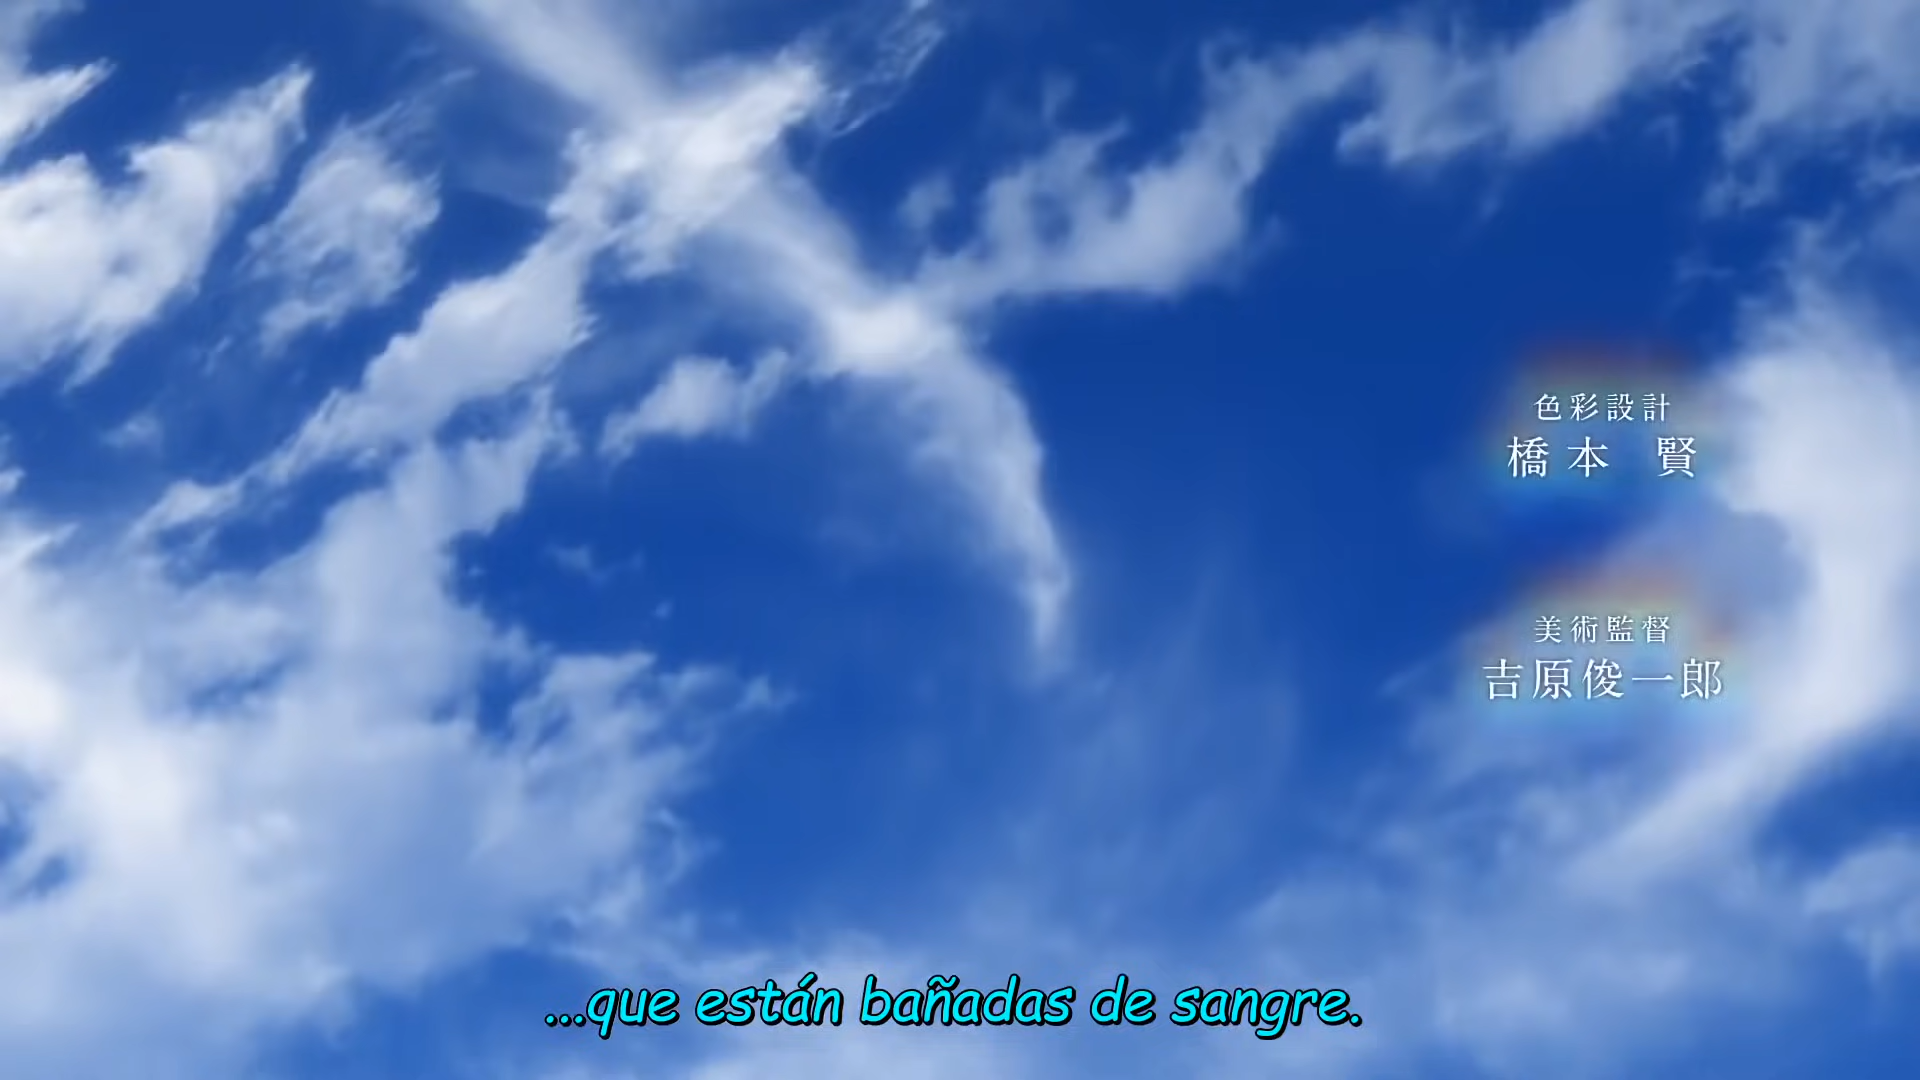 色彩設計
橋本 賢
美術監督
吉原俊一郎
...que están bañadas de sangre.